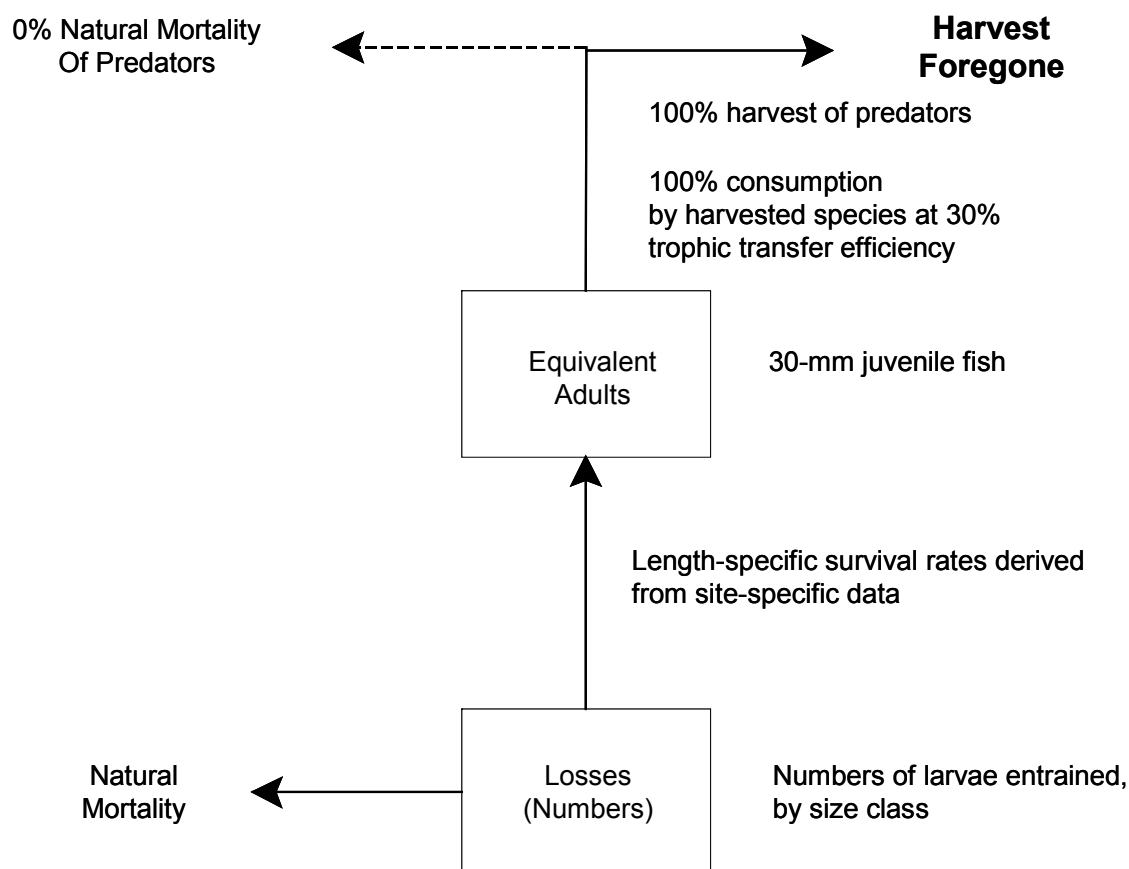 0% Natural Mortality
Of Predators
Harvest
Foregone
100% harvest of predators
100% consumption
by harvested species at 30%
trophic transfer efficiency
Equivalent
Adults
30-mm juvenile fish
Length-specific survival rates derived
from site-specific data
Natural
Mortality
Losses
(Numbers)
Numbers of larvae entrained,
by size class